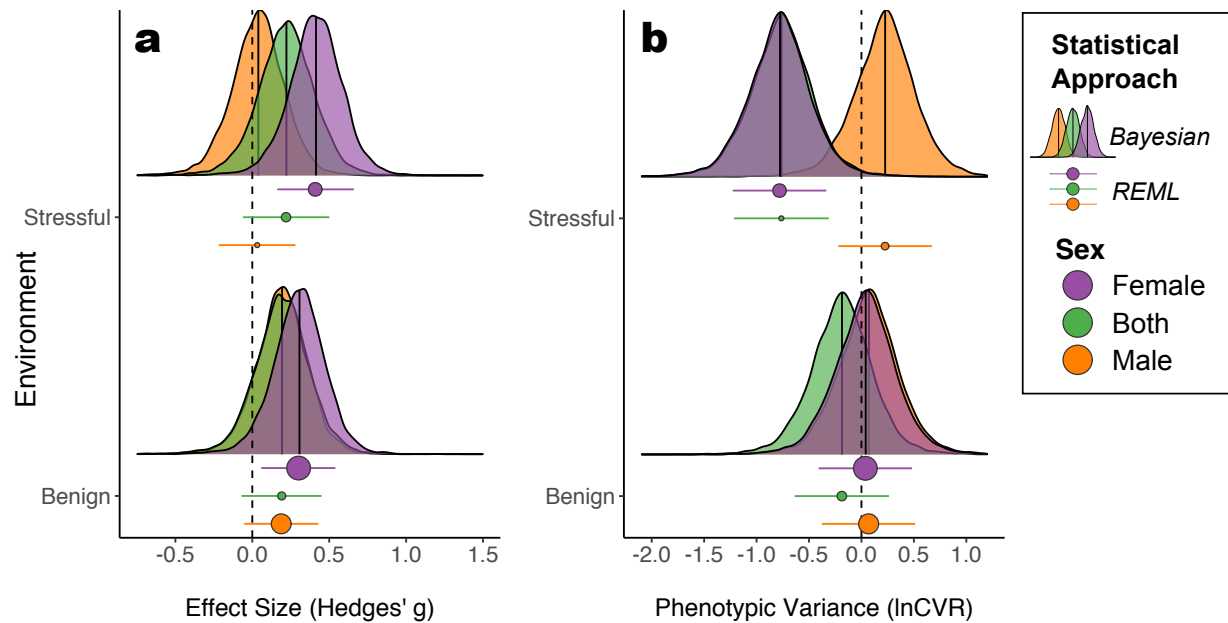 a
b
Environment
Stressful
Benign
-0.5 0.0 0.5 1.0 1.5
Effect Size (Hedges' g)
Stressful
Benign
-2.0 -1.5 -1.0 -0.5 0.0 0.5 1.0
Phenotypic Variance (lnCVR)
Statistical
Approach
Bayesian
REML
Sex
Female
Both
Male